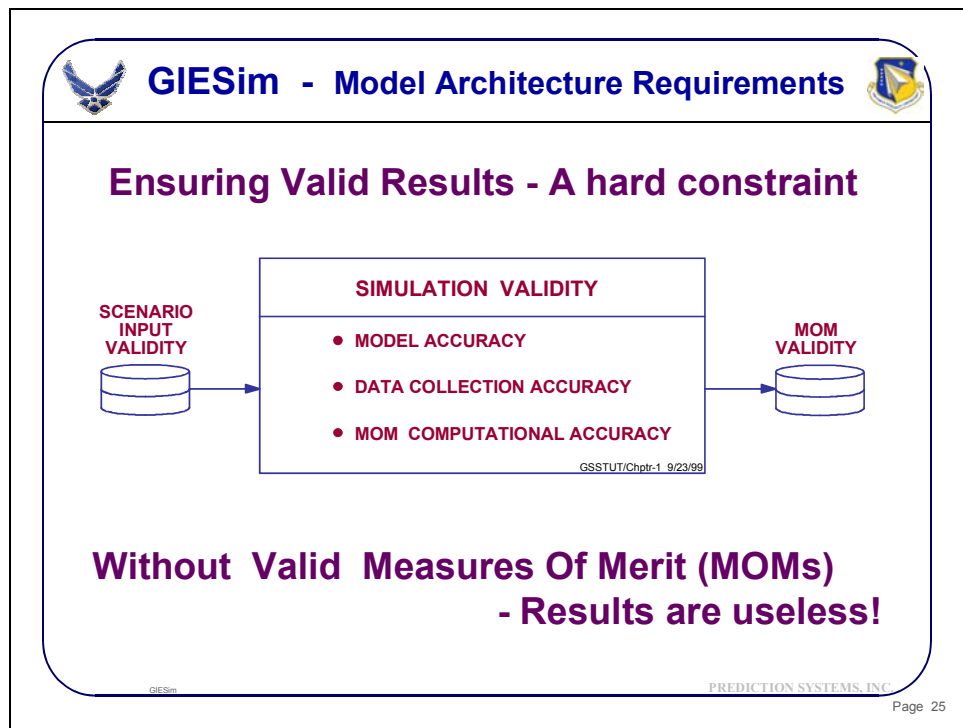 GIESim - Model Architecture Requirements
Ensuring Valid Results - A hard constraint
SCENARIO
INPUT
VALIDITY
SIMULATION VALIDITY
• MODEL ACCURACY
• DATA COLLECTION ACCURACY
• MOM COMPUTATIONAL ACCURACY
GSSTUT/Chptr-1 9/23/99
MOM
VALIDITY
Without Valid Measures Of Merit (MOMs)
- Results are useless!
GIESim
PREDICTION SYSTEMS, INC.
Page 25